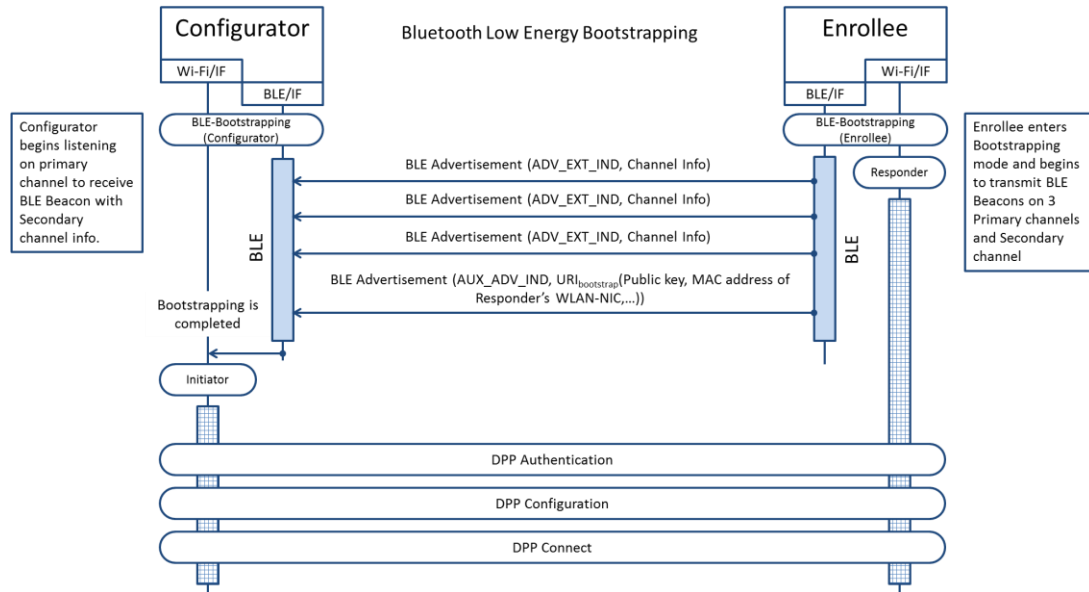 Configurator
Bluetooth Low Energy Bootstrapping
Enrollee
Wi-Fi/IF
BLE/IF
BLE/IF
Wi-Fi/IF
Configurator
begins listening
on primary
channel to receive
BLE Beacon with
Secondary
channel info.
BLE-Bootstrapping
(Configurator)
BLE-Bootstrapping
(Enrollee)
Enrollee enters
Bootstrapping
mode and begins
to transmit BLE
Beacons on 3
Primary channels
and Secondary
channel
Responder
BLE Advertisement (ADV_EXT_IND, Channel Info)
BLE Advertisement (ADV_EXT_IND, Channel Info)
BLE Advertisement (ADV_EXT_IND, Channel Info)
BLE
BLE
BLE Advertisement (AUX_ADV_IND, URIbootstrap(Public key, MAC address of
Responder's WLAN-NIC,...))
Bootstrapping is
completed
Initiator
DPP Authentication
DPP Configuration
DPP Connect